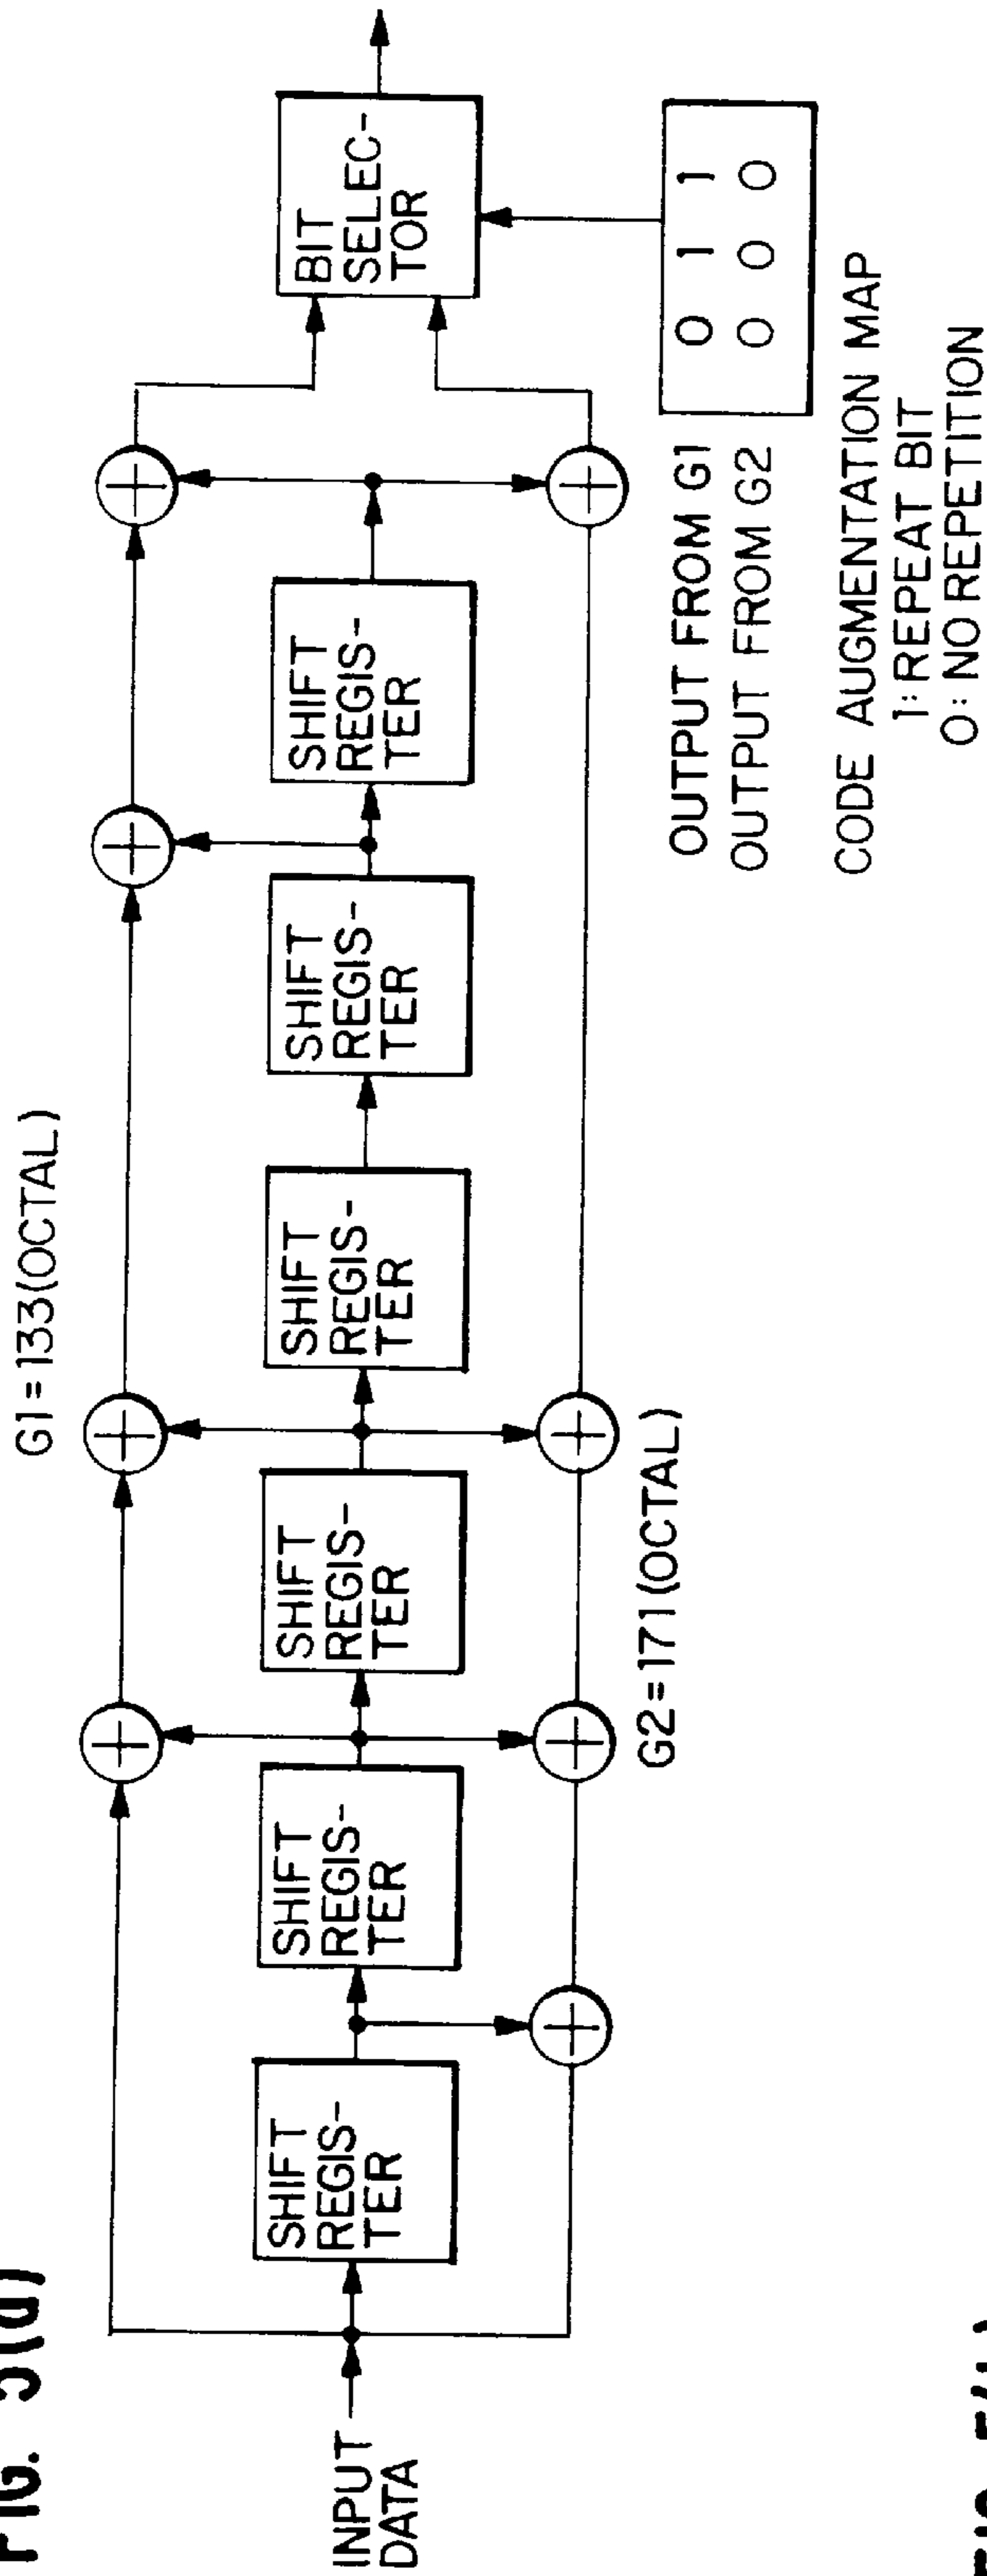 G1=133(OCTAL)
INPUT
DATA
SHIFT
REGIS-
TER
SHIFT
REGIS-
TER
SHIFT
REGIS-
TER
SHIFT
REGIS-
TER
SHIFT
REGIS-
TER
SHIFT
REGIS-
TER
BIT
SELEC-
TOR
G2=171(OCTAL)
OUTPUT FROM G1 0 1 1
OUTPUT FROM G2 0 0 0
CODE AUGMENTATION MAP
1: REPEAT BIT
0: NO REPETITION